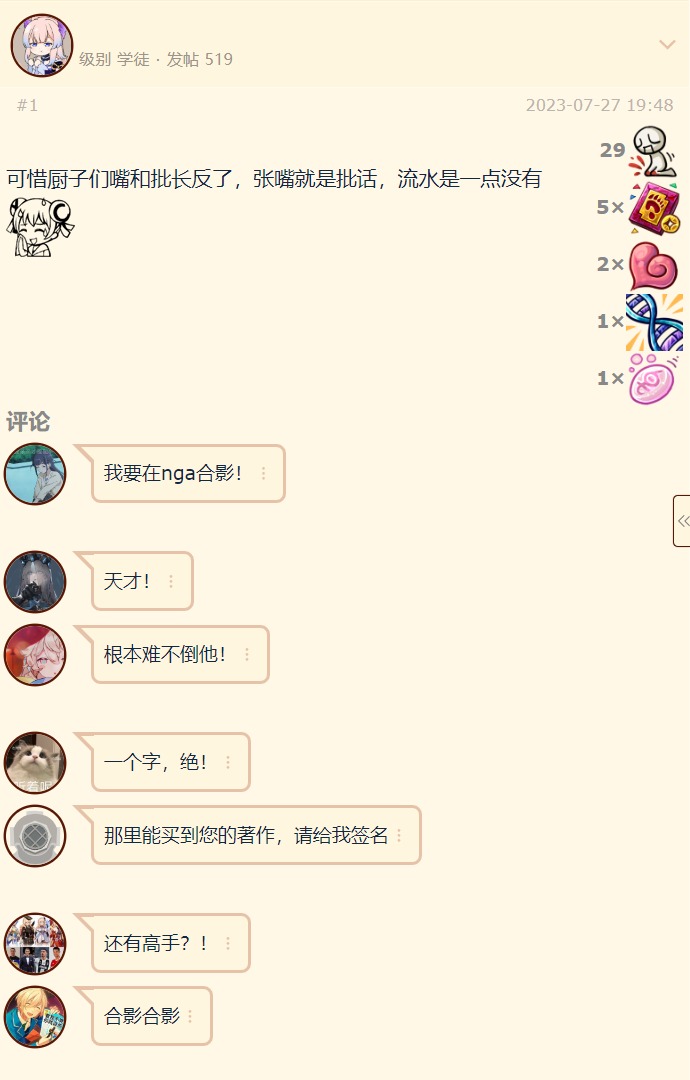 级别 学徒 · 发帖 519
#1
2023-07-27 19:48
29
可惜厨子们嘴和批长反了，张嘴就是批话，流水是一点没有
5×
2×
1×
1×
评论
我要在nga合影！
天才！
根本难不倒他！
一个字，绝！
那里能买到您的著作，请给我签名
还有高手？！
合影合影